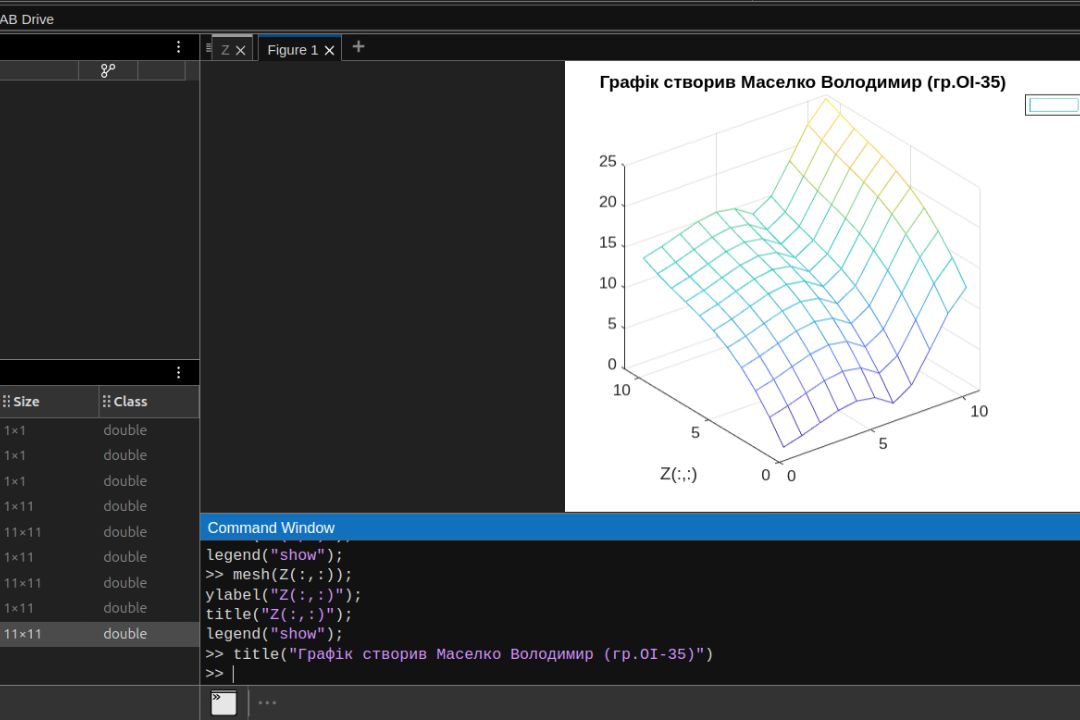 AB Drive
Z
Figure 1
Графік створив Маселко Володимир (гр.ОІ-35)
25
20
15
10
5
0
10
5
0
0
5
10
Z(:,:)
Size Class
1×1 double
1×1 double
1×1 double
1×11 double
11×11 double
1×11 double
11×11 double
1×11 double
11×11 double
Command Window
legend("show");
>> mesh(Z(:,:));
ylabel("Z(:,:)");
title("Z(:,:)");
legend("show");
>> title("Графік створив Маселко Володимир (гр.ОІ-35)")
>>